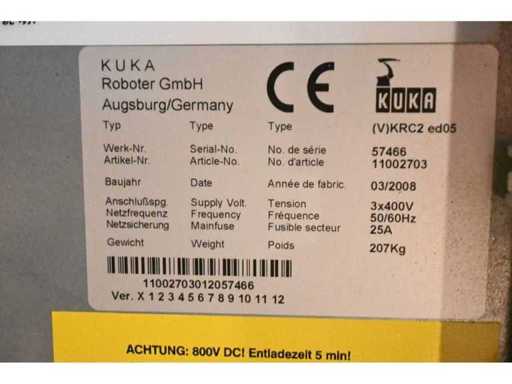 KUKA
Roboter GmbH
Augsburg/Germany
CE
KUKA
Typ Type Type (V)KRC2 ed05
Werk-Nr. Serial-No. No. de série 57466
Artikel-Nr. Article-No. No. d'article 11002703
Baujahr Date Année de fabric. 03/2008
Anschlußspg. Supply Volt. Tension 3x400V
Netzfrequenz Frequency Fréquence 50/60Hz
Netzsicherung Mainfuse Fusible secteur 25A
Gewicht Weight Poids 207Kg
11002703012057466
Ver. X 1 2 3 4 5 6 7 8 9 10 11 12
ACHTUNG: 800V DC! Entladezeit 5 min!